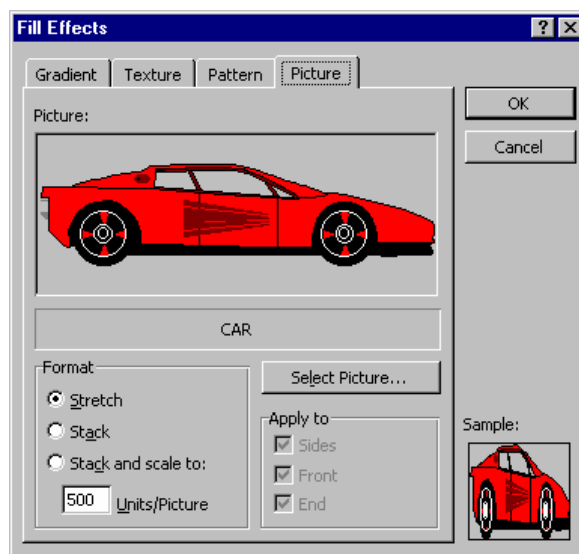 Fill Effects
Gradient Texture Pattern Picture
OK
Cancel
Picture:
CAR
Format
Stretch
Stack
Stack and scale to:
500 Units/Picture
Select Picture...
Apply to
Sides
Front
End
Sample: